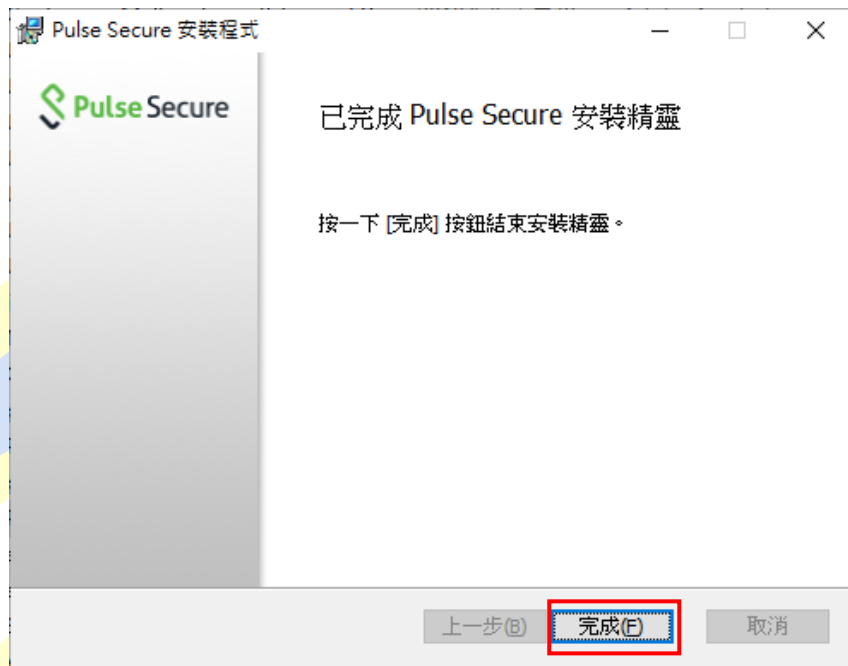 Pulse Secure 安裝程式
Pulse Secure
已完成 Pulse Secure 安裝精靈
按一下 [完成] 按鈕結束安裝精靈。
上一步(B) 完成(F) 取消